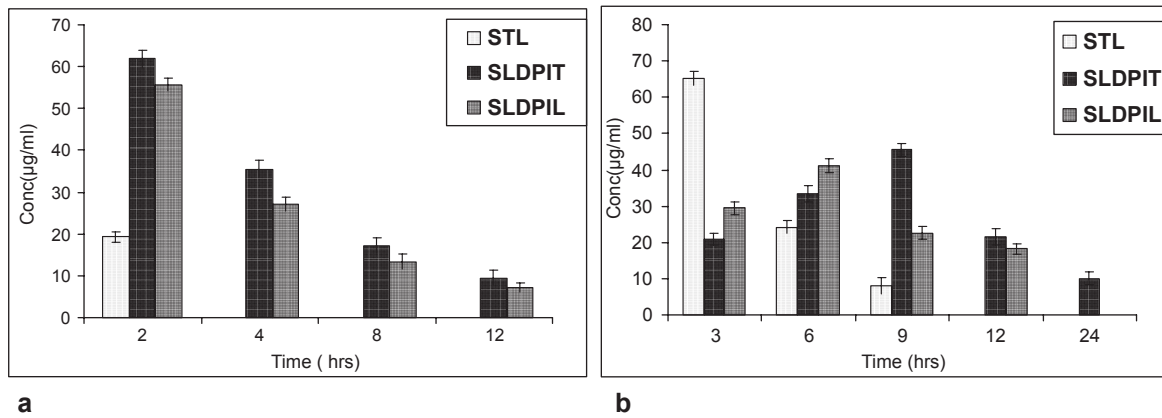 70
60
50
40
30
20
10
0
Conc(µg/ml)
2 4 8 12
Time ( hrs)
STL
SLDPIT
SLDPIL
a
80
70
60
50
40
30
20
10
0
Conc(µg/ml)
3 6 9 12 24
Time (hrs)
STL
SLDPIT
SLDPIL
b